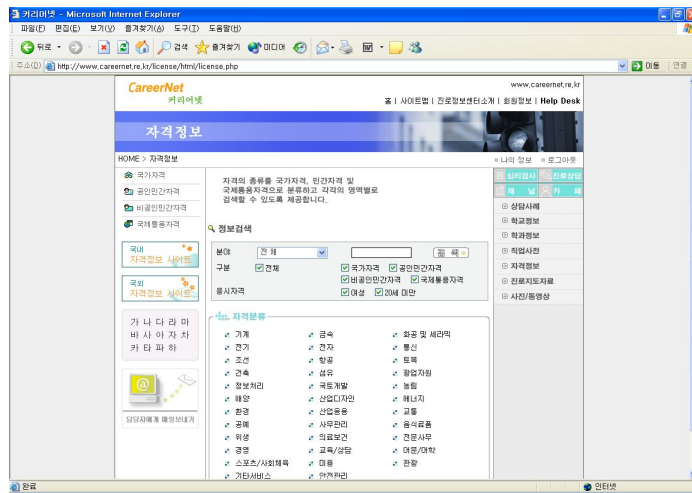 커리어넷 - Microsoft Internet Explorer
파일(F) 편집(E) 보기(V) 즐겨찾기(A) 도구(T) 도움말(H)
뒤로 검색 즐겨찾기 미디어
주소(D) http://www.careernet.re.kr/license/html/license.php 이동 연결
CareerNet
커리어넷
www.careernet.re.kr
홈 | 사이트맵 | 진로정보센터소개 | 회원정보 | Help Desk
자격정보
HOME > 자격정보
나의 정보 로그아웃
국가자격
공인민간자격
비공인민간자격
국제통용자격
국내
자격정보 사이트
국외
자격정보 사이트
가 나 다 라 마
바 사 아 자 차
카 타 파 하
담당자에게 메일보내기
자격의 종류를 국가자격, 민간자격 및
국제통용자격으로 분류하고 각각의 영역별로
검색할 수 있도록 제공합니다.
정보검색
분야 전체 검 색
구분 전체 국가자격 공인민간자격
비공인민간자격 국제통용자격
응시자격 여성 20세 미만
자격분류
기계 금속 화공 및 세라믹
전기 전자 통신
조선 항공 토목
건축 섬유 광업자원
정보처리 국토개발 농림
해양 산업디자인 에너지
환경 산업응용 교통
공예 사무관리 음식료품
위생 의료보건 전문사무
경영 교육/상담 어문/어학
스포츠/사회체육 미용 관광
기타서비스 안전관리
심리검사 진로상담
채 널 카 페
상담사례
학교정보
학과정보
직업사전
자격정보
진로지도자료
사진/동영상
완료 인터넷